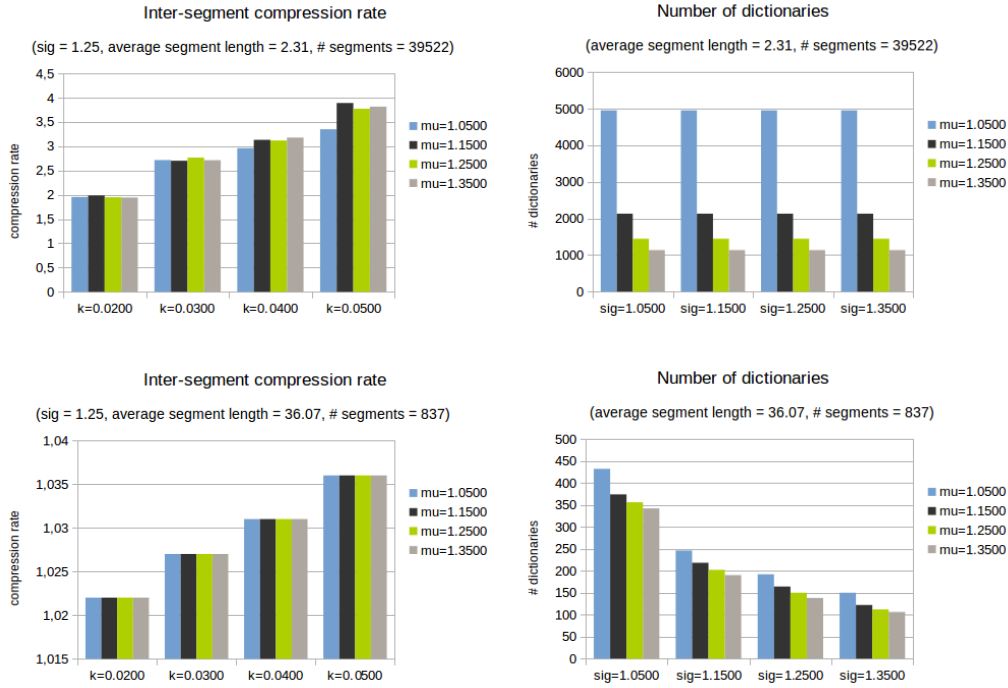 Inter-segment compression rate
(sig = 1.25, average segment length = 2.31, # segments = 39522)
4,5
4
3,5
3
2,5
2
1,5
1
0,5
0
compression rate
k=0.0200 k=0.0300 k=0.0400 k=0.0500
mu=1.0500
mu=1.1500
mu=1.2500
mu=1.3500
Number of dictionaries
(average segment length = 2.31, # segments = 39522)
6000
5000
4000
3000
2000
1000
0
# dictionaries
sig=1.0500 sig=1.1500 sig=1.2500 sig=1.3500
mu=1.0500
mu=1.1500
mu=1.2500
mu=1.3500
Inter-segment compression rate
(sig = 1.25, average segment length = 36.07, # segments = 837)
1,04
1,035
1,03
1,025
1,02
1,015
compression rate
k=0.0200 k=0.0300 k=0.0400 k=0.0500
mu=1.0500
mu=1.1500
mu=1.2500
mu=1.3500
Number of dictionaries
(average segment length = 36.07, # segments = 837)
500
450
400
350
300
250
200
150
100
50
0
# dictionaries
sig=1.0500 sig=1.1500 sig=1.2500 sig=1.3500
mu=1.0500
mu=1.1500
mu=1.2500
mu=1.3500